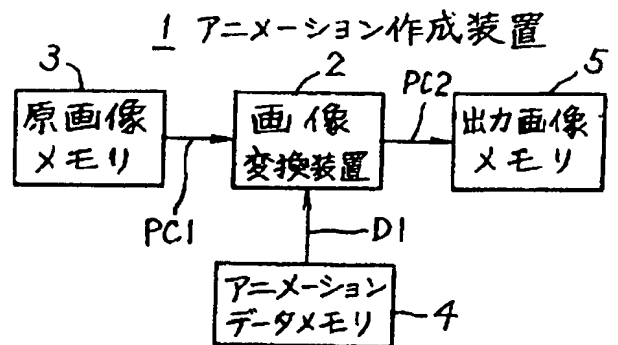 1 アニメーション作成装置
3
2
PC2
5
原画像
メモリ
画像
変換装置
出力画像
メモリ
PC1
D1
アニメーション
データメモリ
4